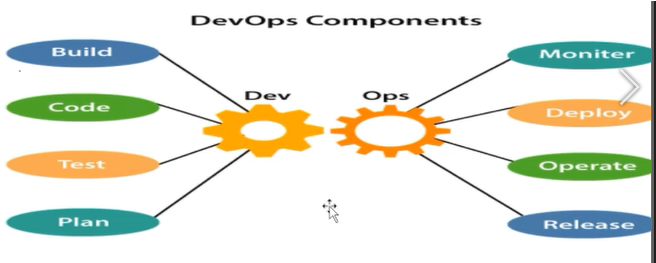 DevOps Components
Build
Code
Test
Plan
Dev
Ops
Moniter
Deploy
Operate
Release